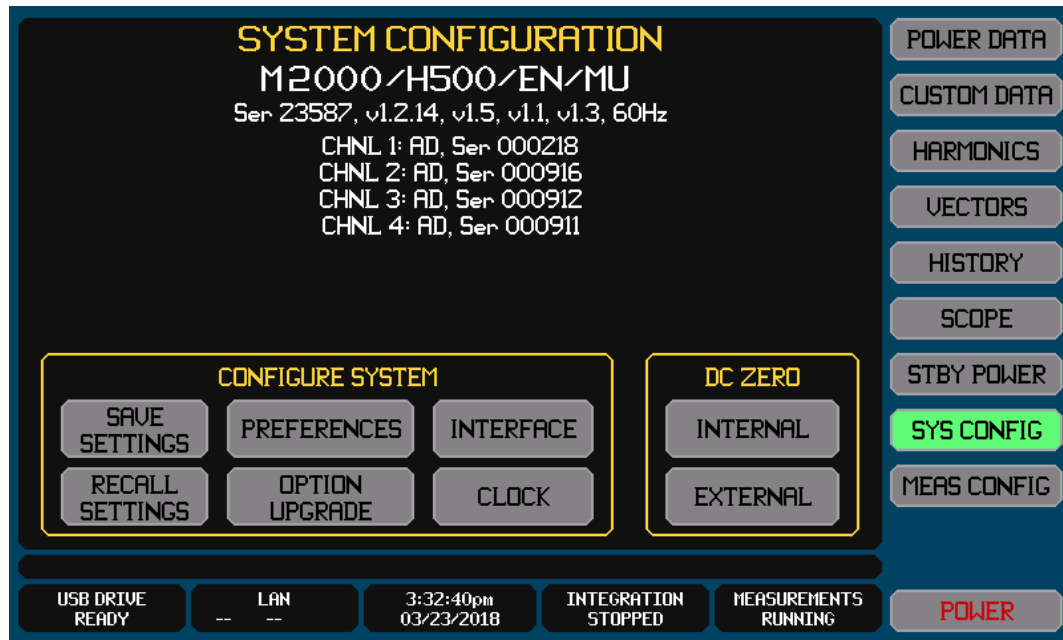 SYSTEM CONFIGURATION
M2000/H500/EN/MU
Ser 23587, v1.2.14, v1.5, v1.1, v1.3, 60Hz
CHNL 1: AD, Ser 000218
CHNL 2: AD, Ser 000916
CHNL 3: AD, Ser 000912
CHNL 4: AD, Ser 000911
CONFIGURE SYSTEM
SAVE
SETTINGS
PREFERENCES
INTERFACE
RECALL
SETTINGS
OPTION
UPGRADE
CLOCK
DC ZERO
INTERNAL
EXTERNAL
POWER DATA
CUSTOM DATA
HARMONICS
VECTORS
HISTORY
SCOPE
STBY POWER
SYS CONFIG
MEAS CONFIG
USB DRIVE
READY
LAN
-- --
3:32:40pm
03/23/2018
INTEGRATION
STOPPED
MEASUREMENTS
RUNNING
POWER